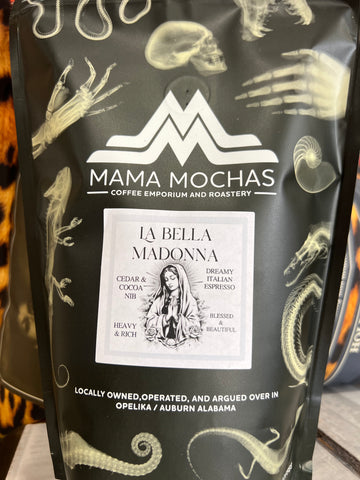 MAMA MOCHAS
COFFEE EMPORIUM AND ROASTERY
LA BELLA
MADONNA
CEDAR &
COCOA
NIB
DREAMY
ITALIAN
ESPRESSO
HEAVY
& RICH
BLESSED
&
BEAUTIFUL
LOCALLY OWNED,OPERATED, AND ARGUED OVER IN
OPELIKA / AUBURN ALABAMA